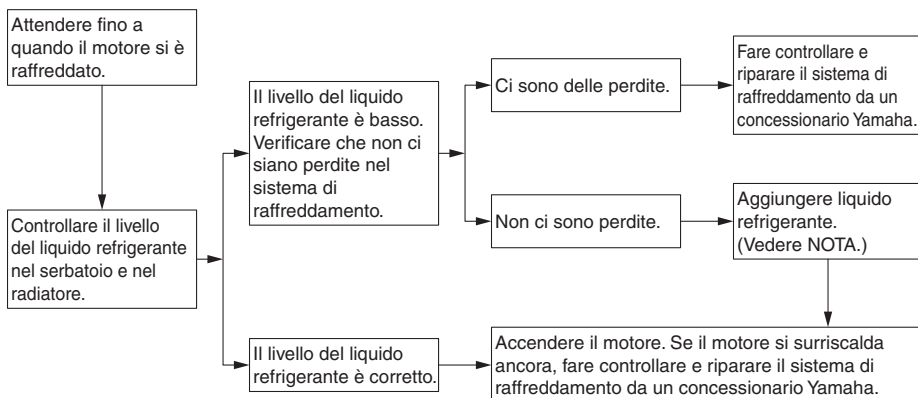 Attendere fino a
quando il motore si è
raffreddato.
Controllare il livello
del liquido refrigerante
nel serbatoio e nel
radiatore.
Il livello del liquido
refrigerante è basso.
Verificare che non ci
siano perdite nel
sistema di
raffreddamento.
Ci sono delle perdite.
Fare controllare e
riparare il sistema di
raffreddamento da un
concessionario Yamaha.
Non ci sono perdite.
Aggiungere liquido
refrigerante.
(Vedere NOTA.)
Il livello del liquido
refrigerante è corretto.
Accendere il motore. Se il motore si surriscalda
ancora, fare controllare e riparare il sistema di
raffreddamento da un concessionario Yamaha.